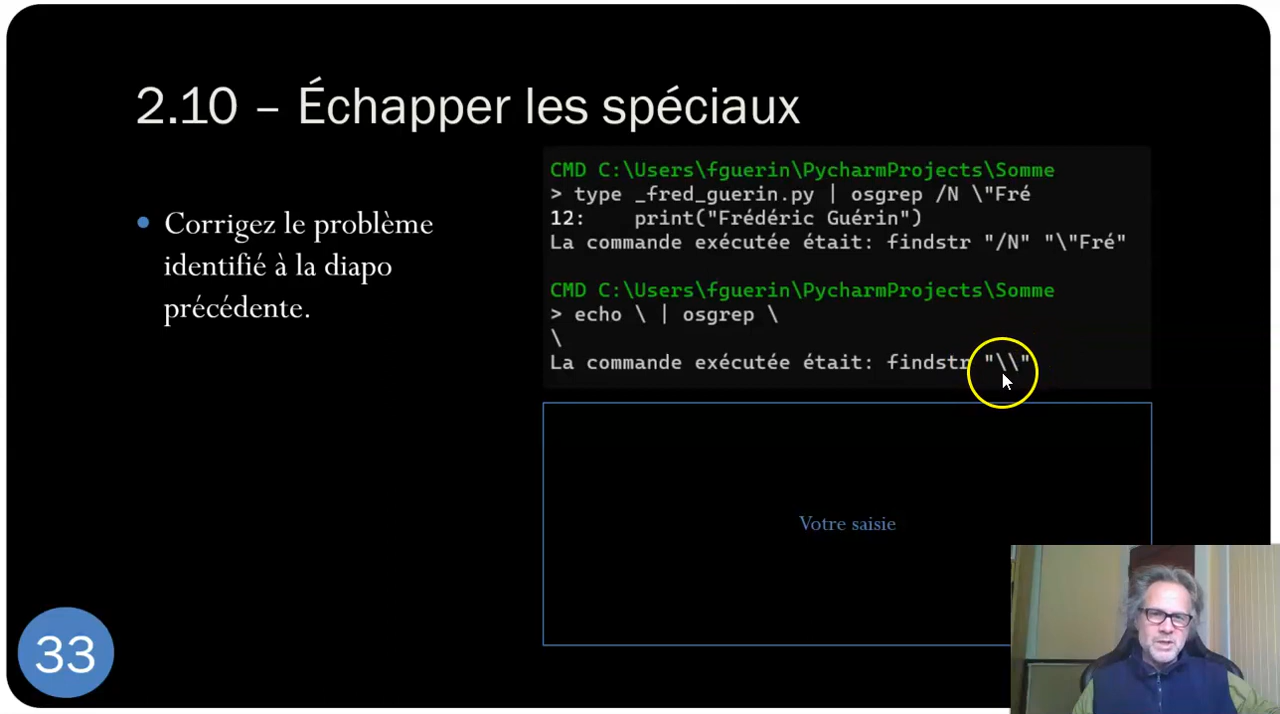 2.10 – Échapper les spéciaux
• Corrigez le problème
identifié à la diapo
précédente.
CMD C:\Users\fguerin\PycharmProjects\Somme
> type _fred_guerin.py | osgrep /N \"Fré
12:    print("Frédéric Guérin")
La commande exécutée était: findstr "/N" "\"Fré"
CMD C:\Users\fguerin\PycharmProjects\Somme
> echo \ | osgrep \
\
La commande exécutée était: findstr "\\"
Votre saisie
33